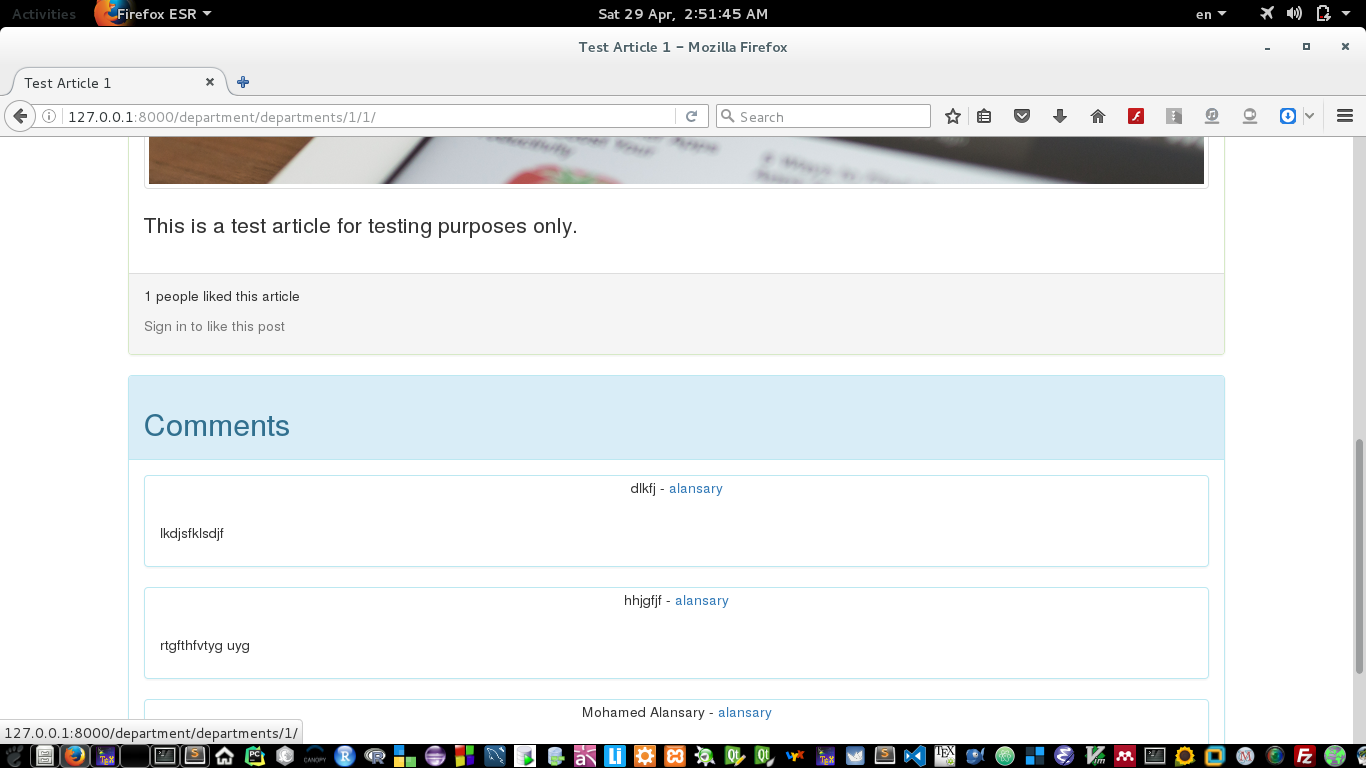 Activities Firefox ESR Sat 29 Apr, 2:51:45 AM en
Test Article 1 - Mozilla Firefox
Test Article 1
127.0.0.1:8000/department/departments/1/1/ Search
Apps
This is a test article for testing purposes only.
1 people liked this article
Sign in to like this post
Comments
dlkfj - alansary
lkdjsfklsdjf
hhjgfjf - alansary
rtgfthfvtyg uyg
Mohamed Alansary - alansary
127.0.0.1:8000/department/departments/1/